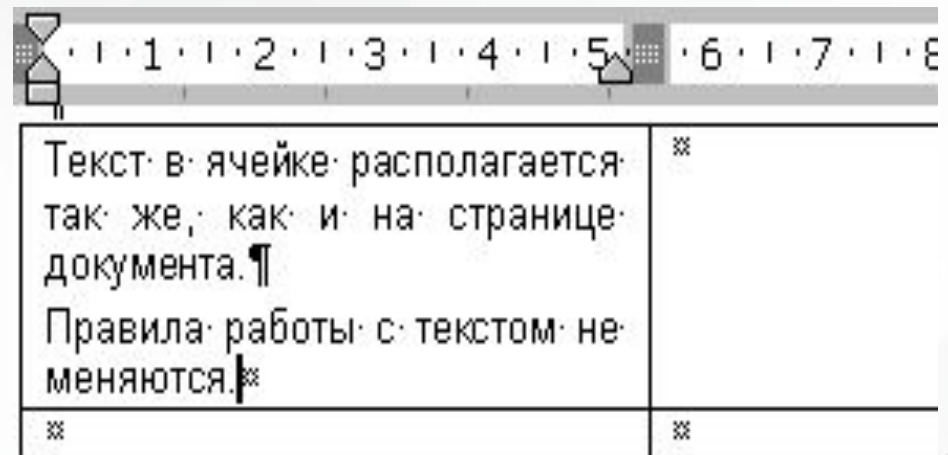 1 2 3 4 5 6 7 8
Текст в ячейке располагается
так же, как и на странице
документа.¶
Правила работы с текстом не
меняются.